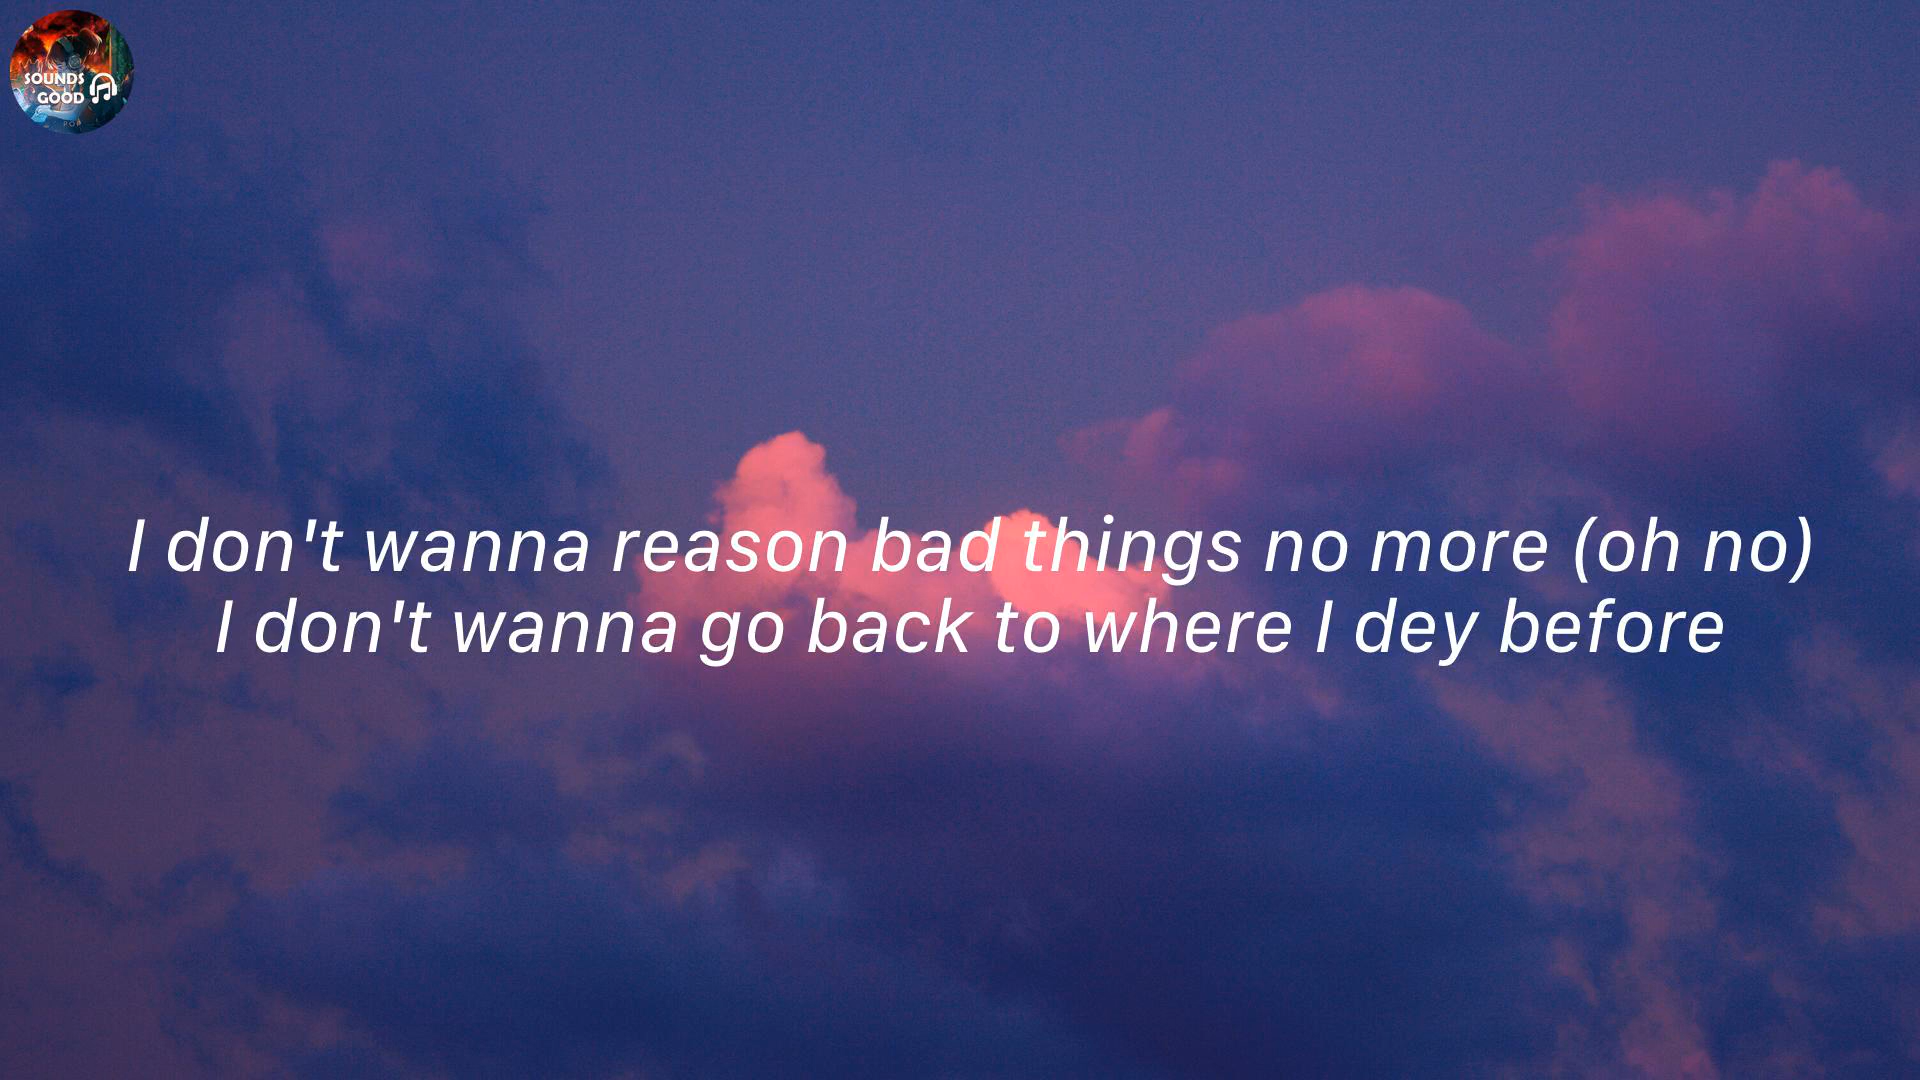 SOUNDS
GOOD
POP
I don't wanna reason bad things no more (oh no)
I don't wanna go back to where I dey before